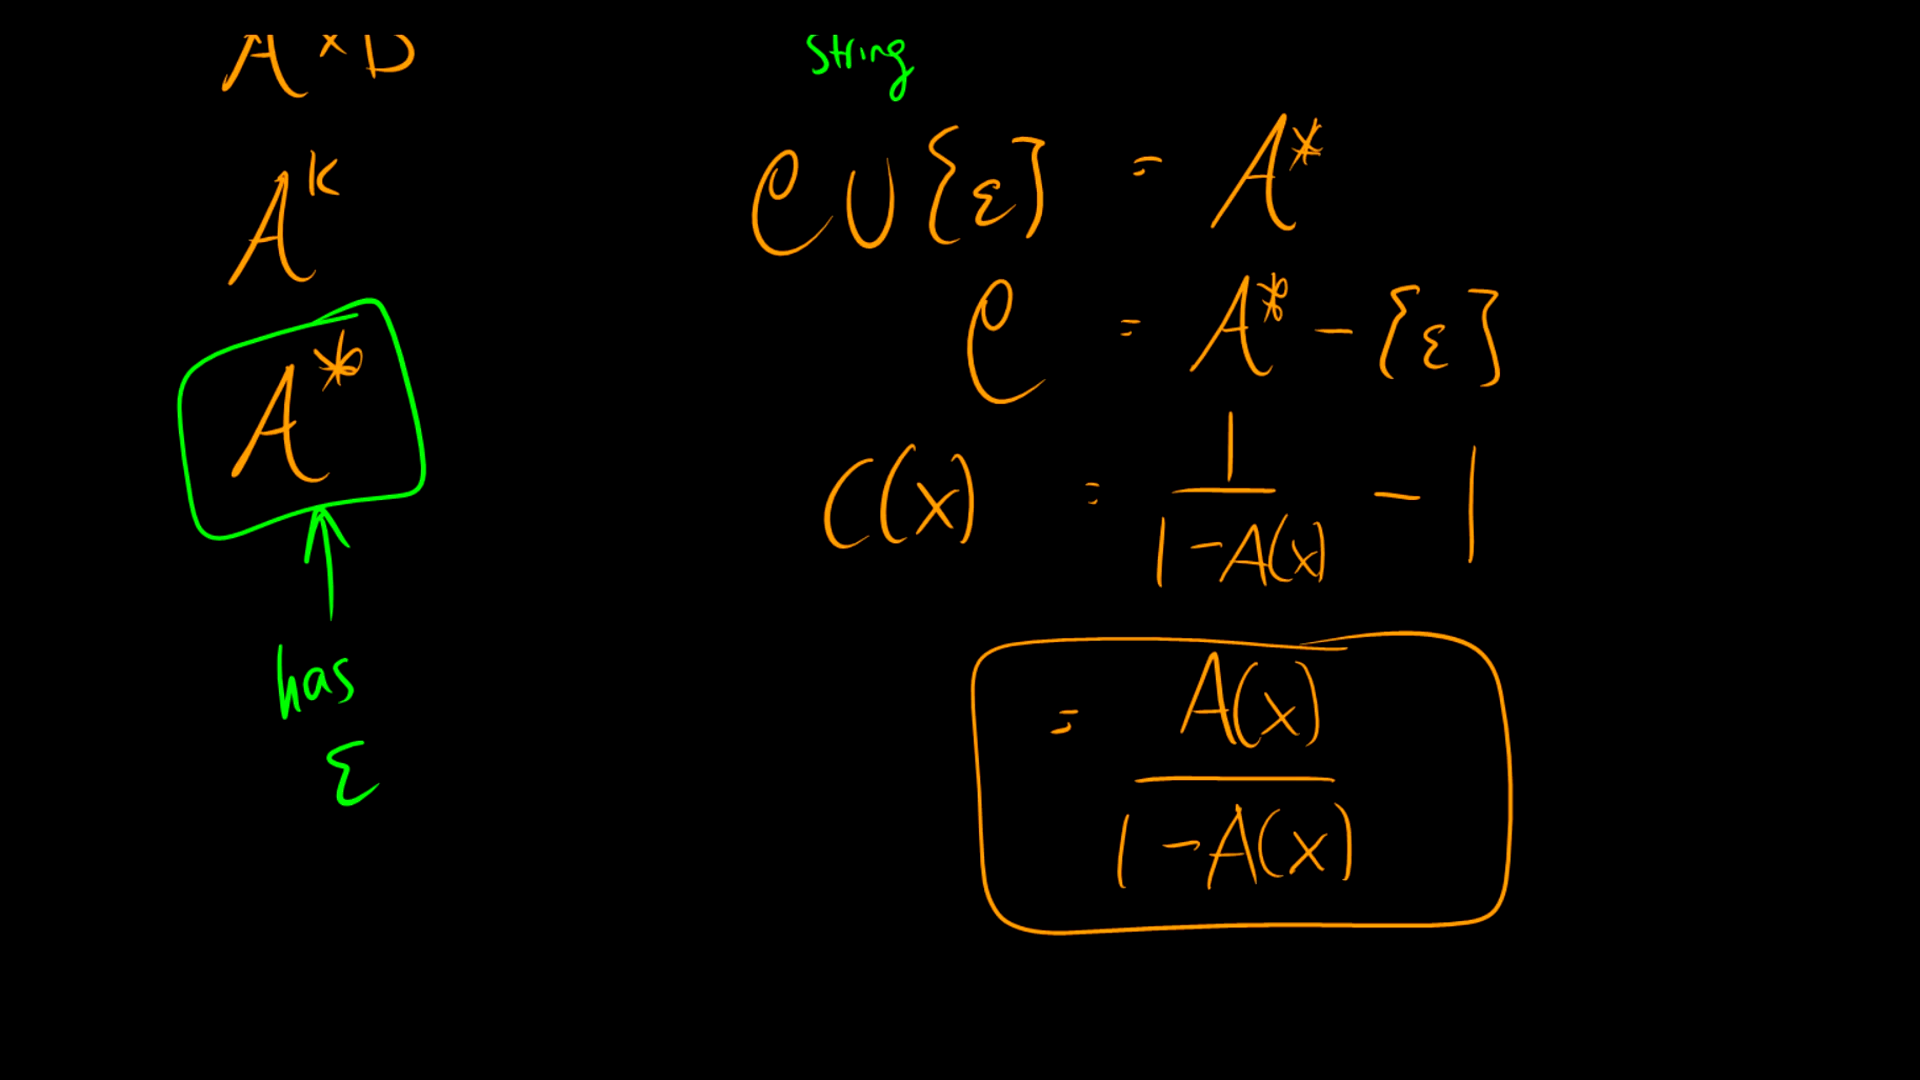 A × B
A^K
A^*
has
ε
string
C ∪ {ε} = A^*
C = A^* - {ε}
C(x) = 1/(1-A(x)) - 1
= A(x)/(1-A(x))